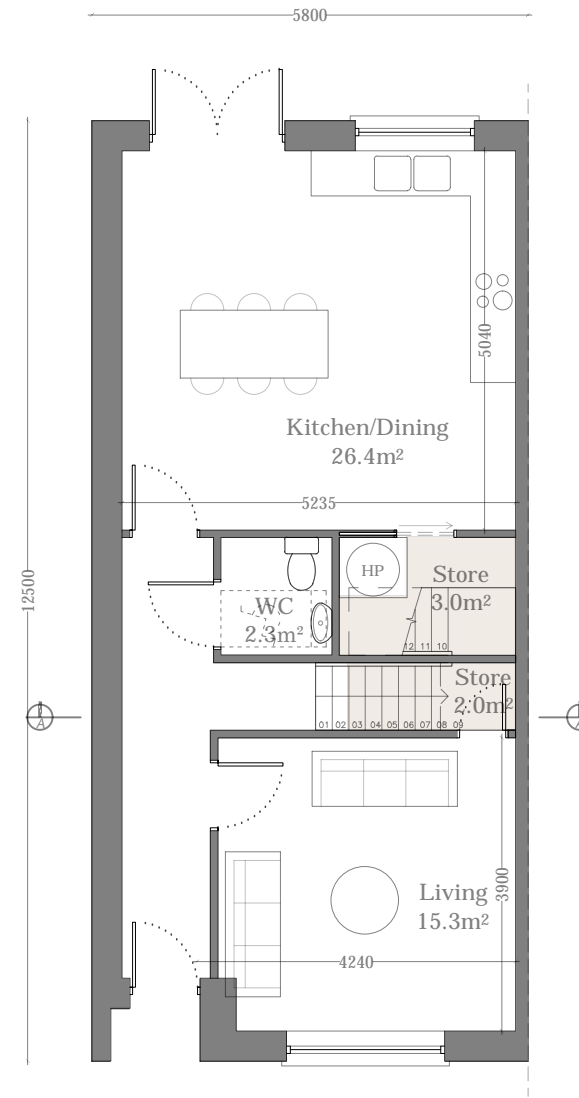 5800
5040
Kitchen/Dining
26.4m²
5235
HP
Store
3.0m²
WC
2.3m²
12 11 10
12500
Store
2.0m²
01 02 03 04 05 06 07 08 09
A
Living
15.3m²
3900
4240